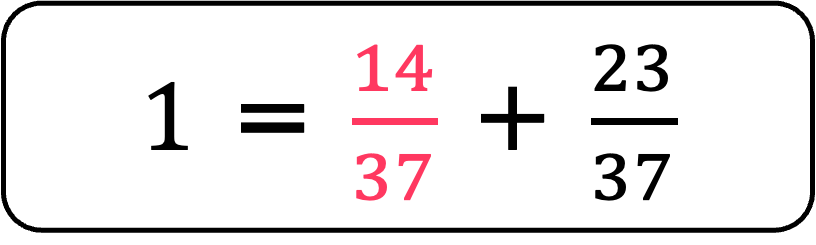 1 = 14/37 + 23/37